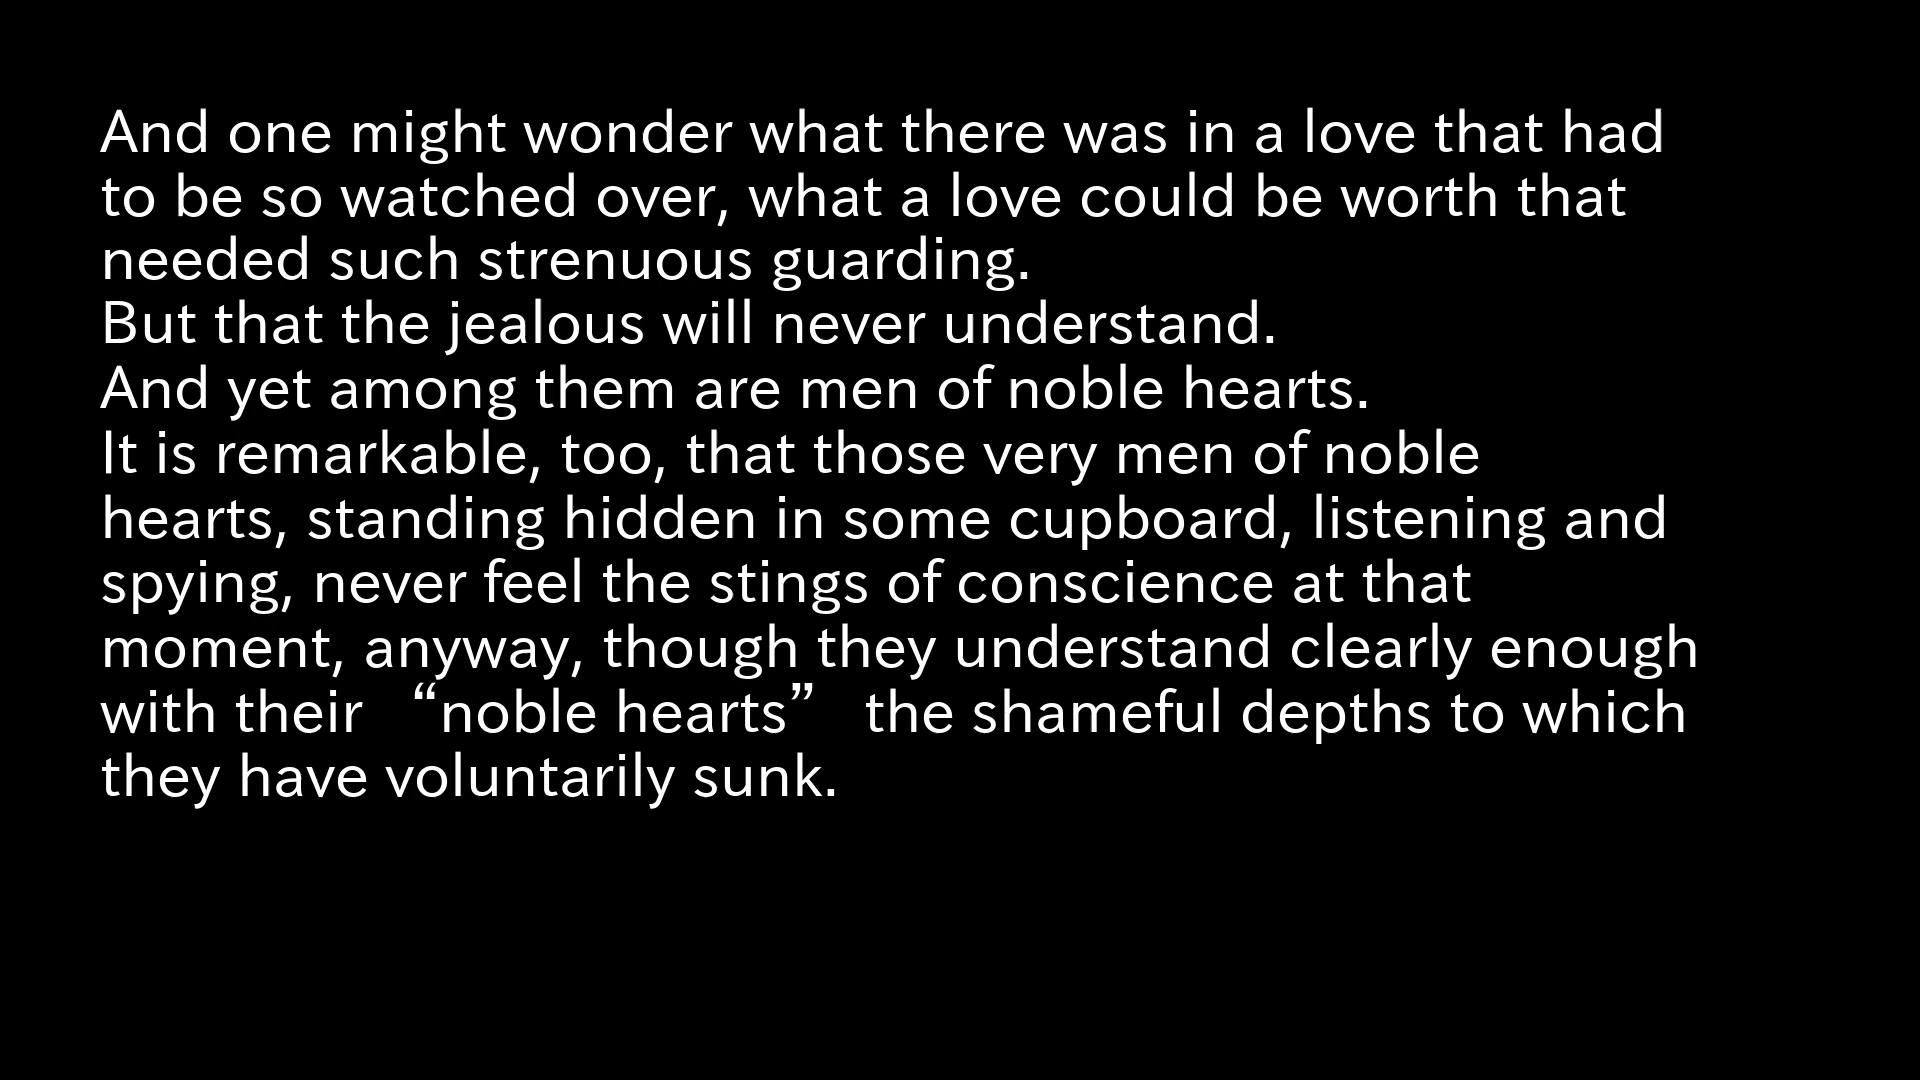 And one might wonder what there was in a love that had
to be so watched over, what a love could be worth that
needed such strenuous guarding.
But that the jealous will never understand.
And yet among them are men of noble hearts.
It is remarkable, too, that those very men of noble
hearts, standing hidden in some cupboard, listening and
spying, never feel the stings of conscience at that
moment, anyway, though they understand clearly enough
with their “noble hearts” the shameful depths to which
they have voluntarily sunk.